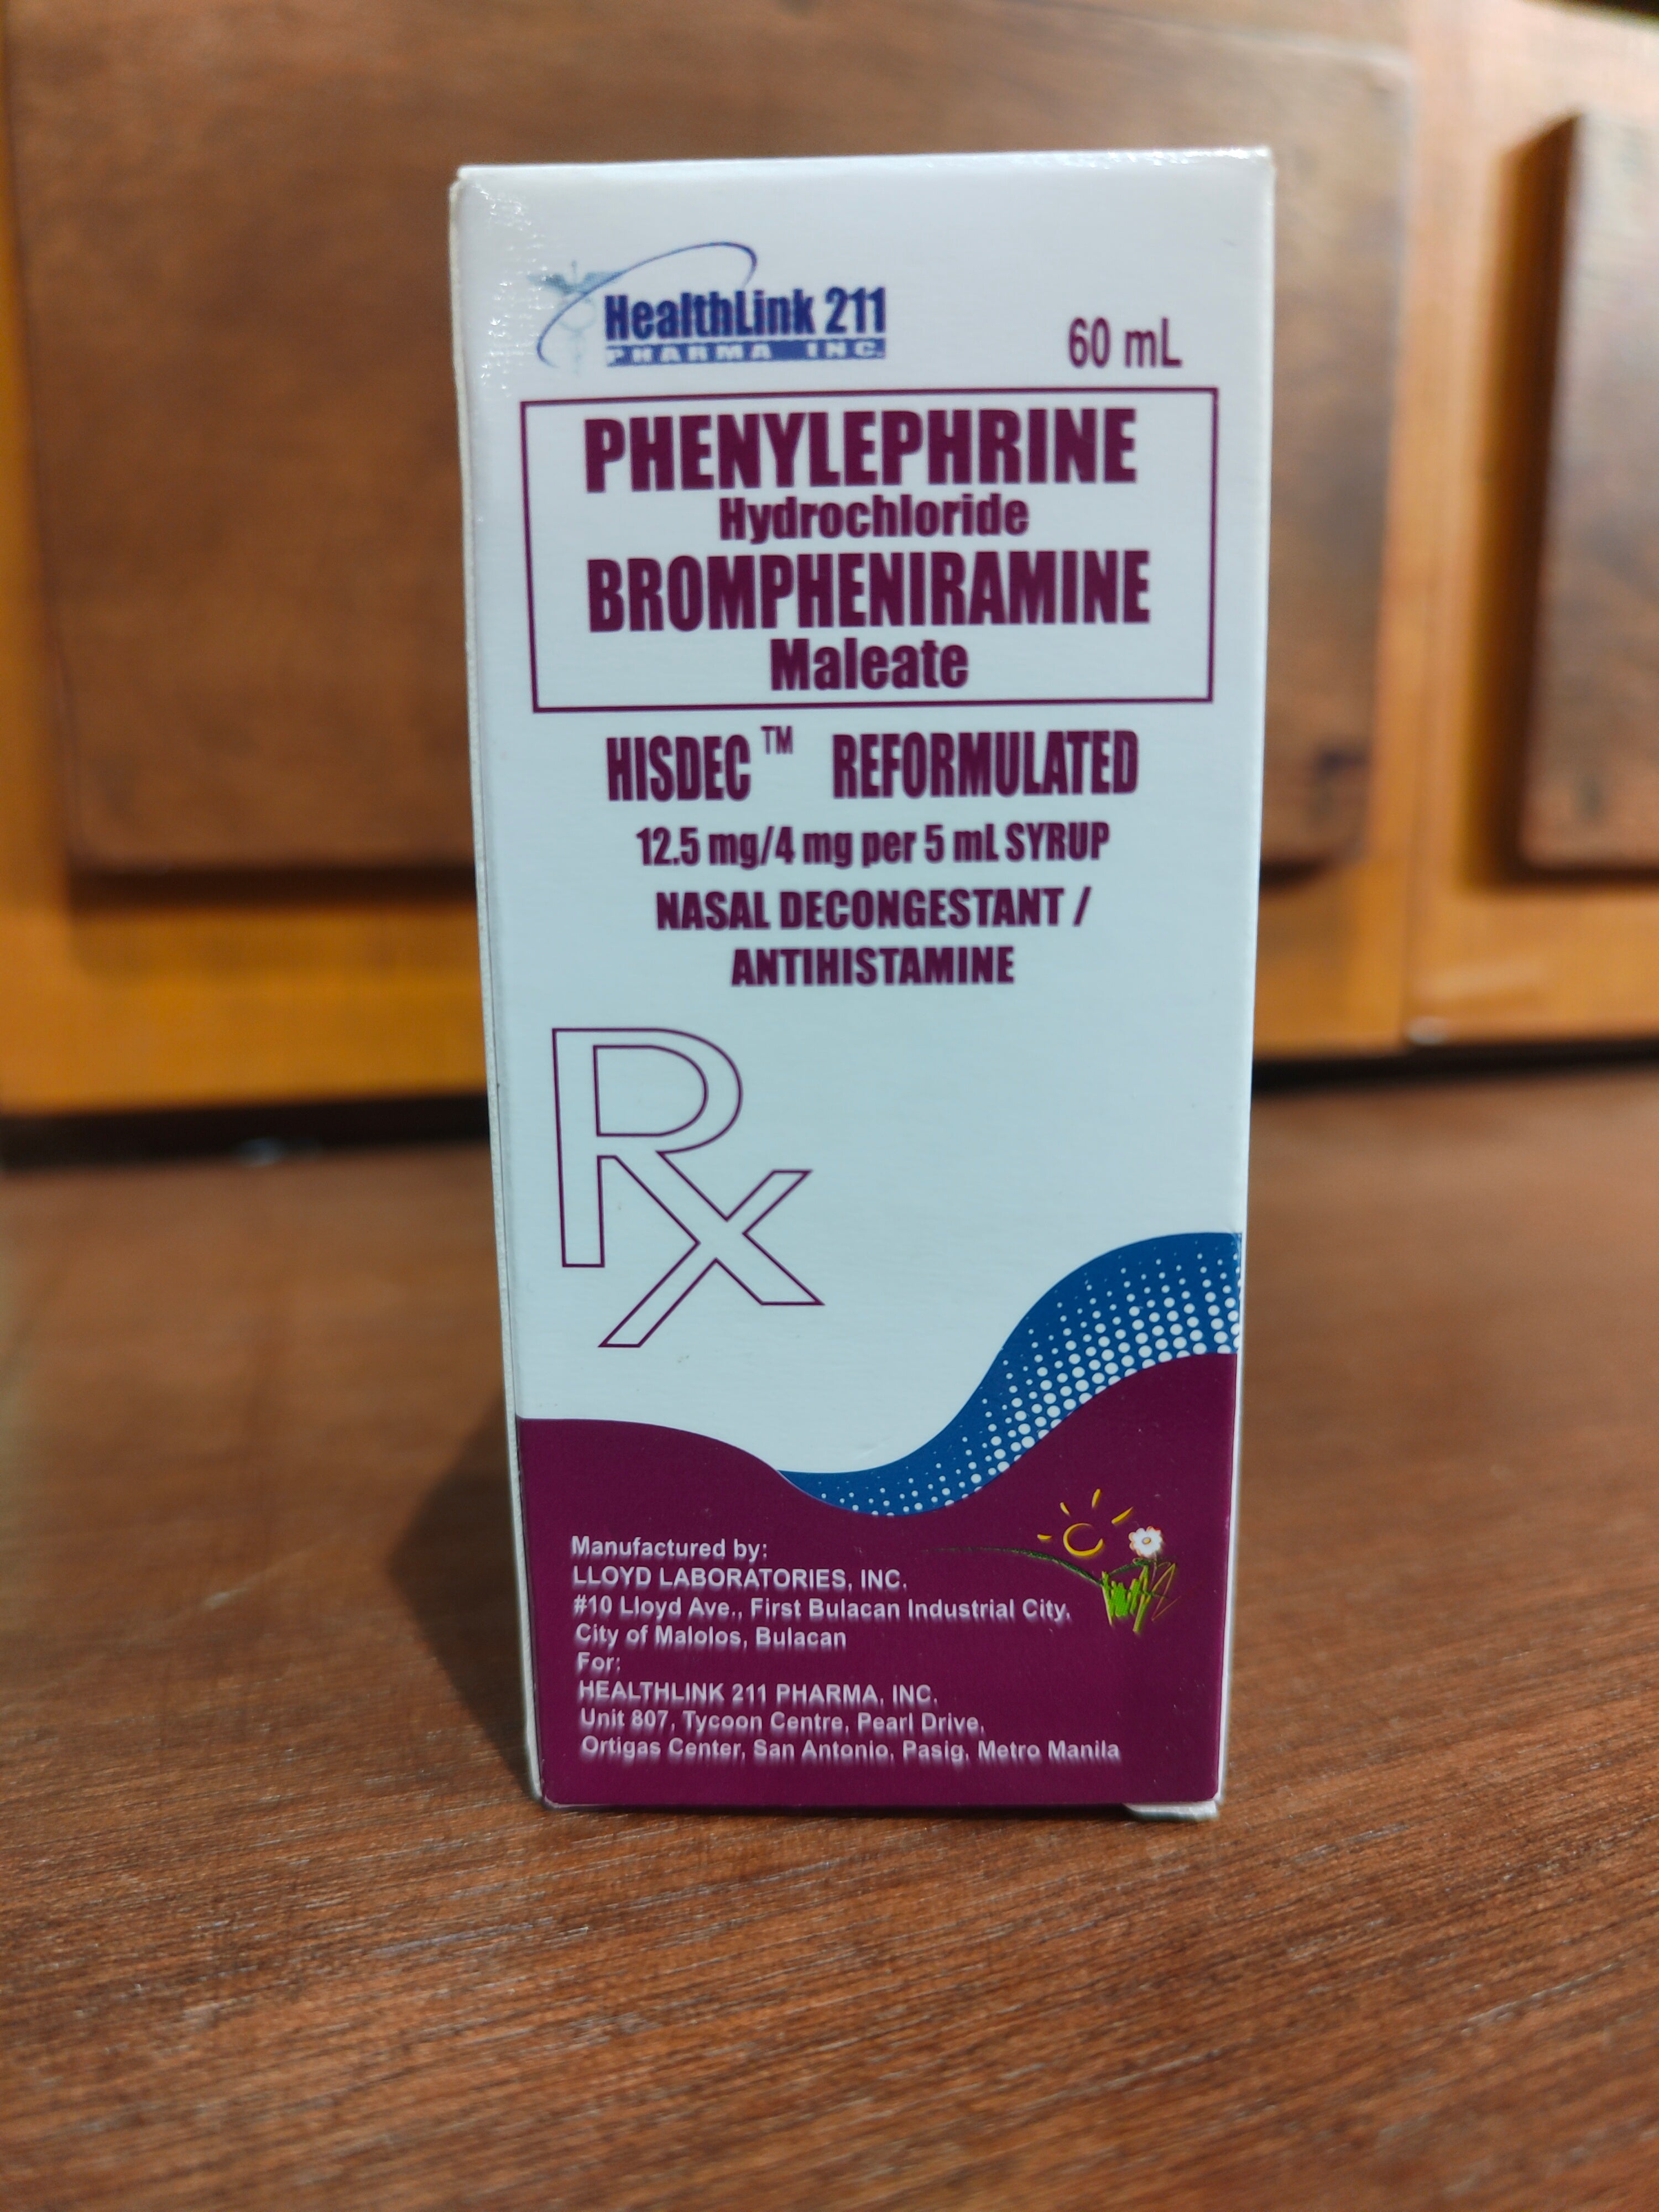 HealthLink 211
PHARMA INC.
60 mL
PHENYLEPHRINE
Hydrochloride
BROMPHENIRAMINE
Maleate
HISDEC™ REFORMULATED
12.5 mg/4 mg per 5 mL SYRUP
NASAL DECONGESTANT /
ANTIHISTAMINE
Rx
Manufactured by:
LLOYD LABORATORIES, INC.
#10 Lloyd Ave., First Bulacan Industrial City,
City of Malolos, Bulacan
For:
HEALTHLINK 211 PHARMA, INC.
Unit 807, Tycoon Centre, Pearl Drive,
Ortigas Center, San Antonio, Pasig, Metro Manila